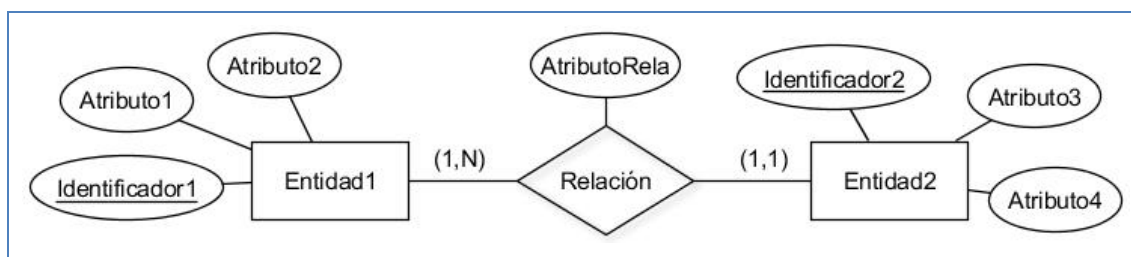 Atributo2
AtributoRela
Identificador2
Atributo1
Atributo3
(1,N)
(1,1)
Identificador1
Entidad1
Relación
Entidad2
Atributo4